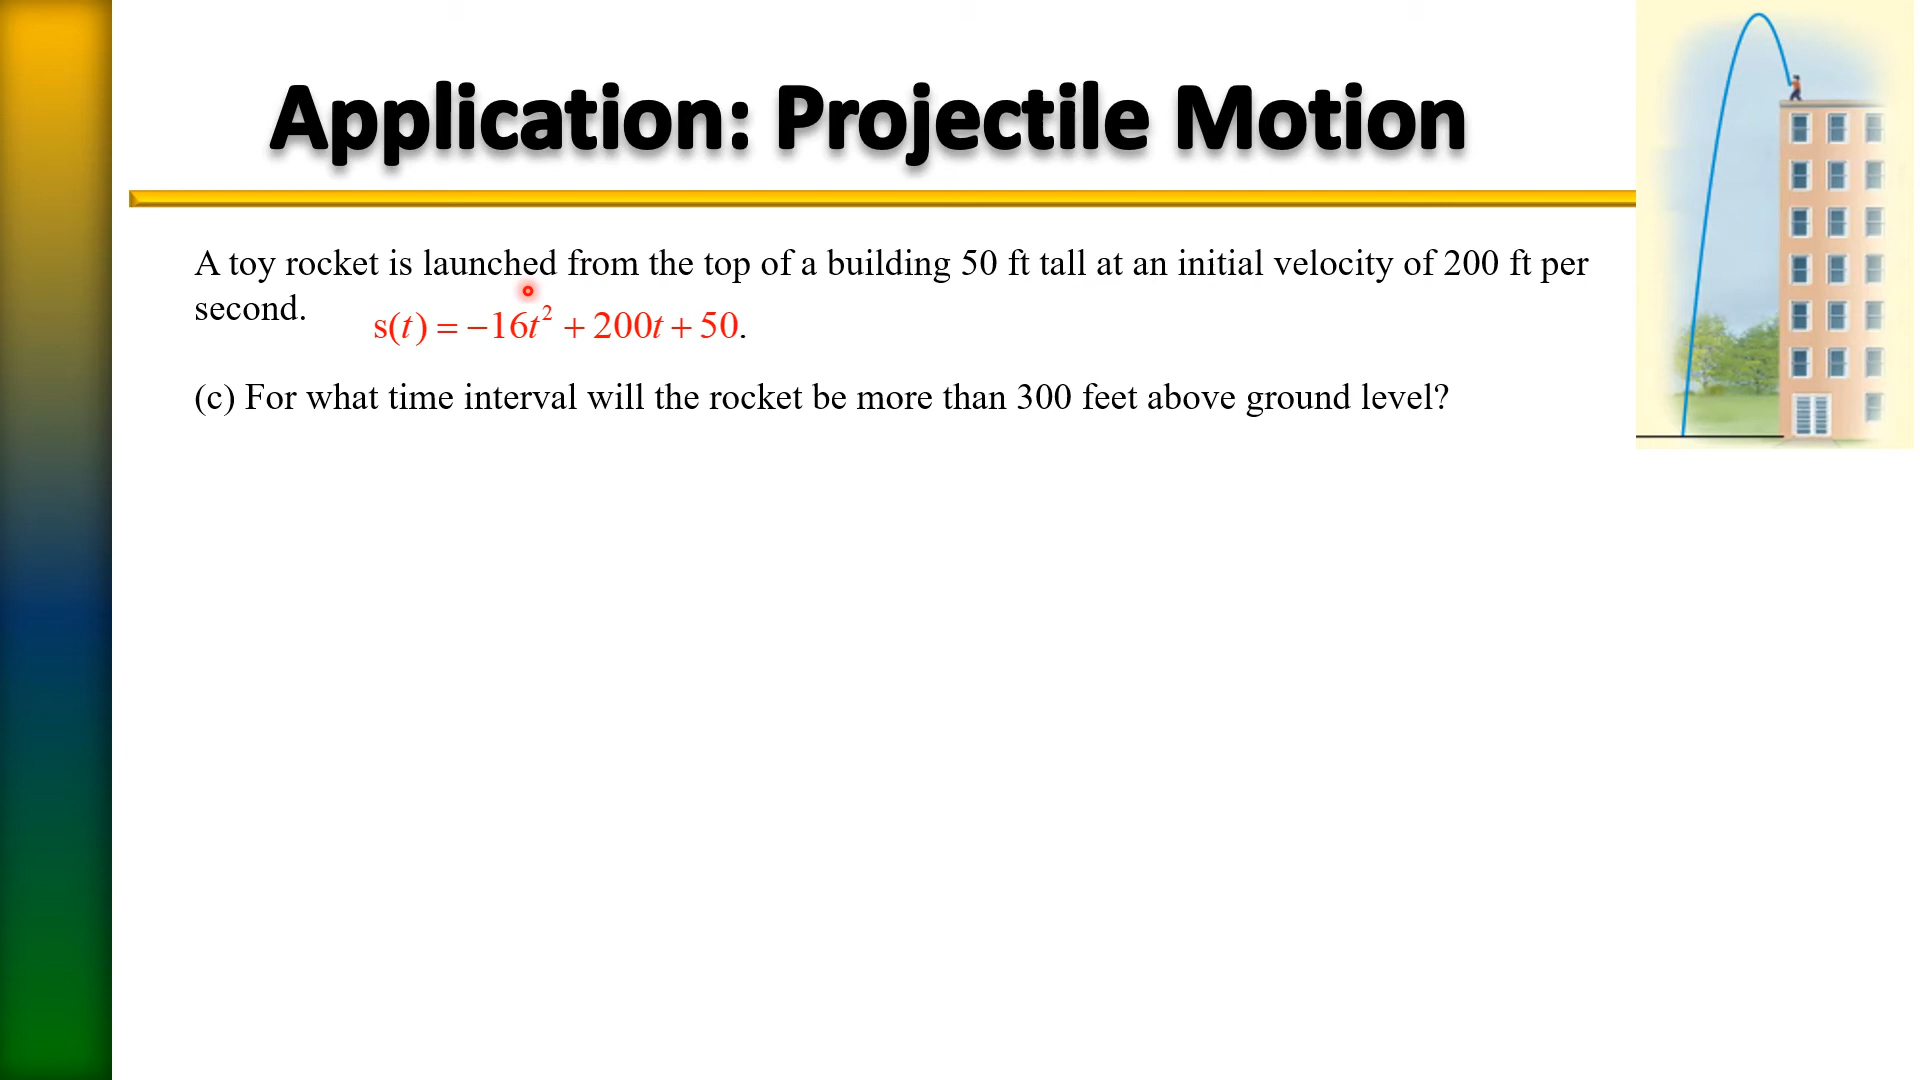 Application: Projectile Motion
A toy rocket is launched from the top of a building 50 ft tall at an initial velocity of 200 ft per
second.
s(t) = −16t² + 200t + 50.
(c) For what time interval will the rocket be more than 300 feet above ground level?